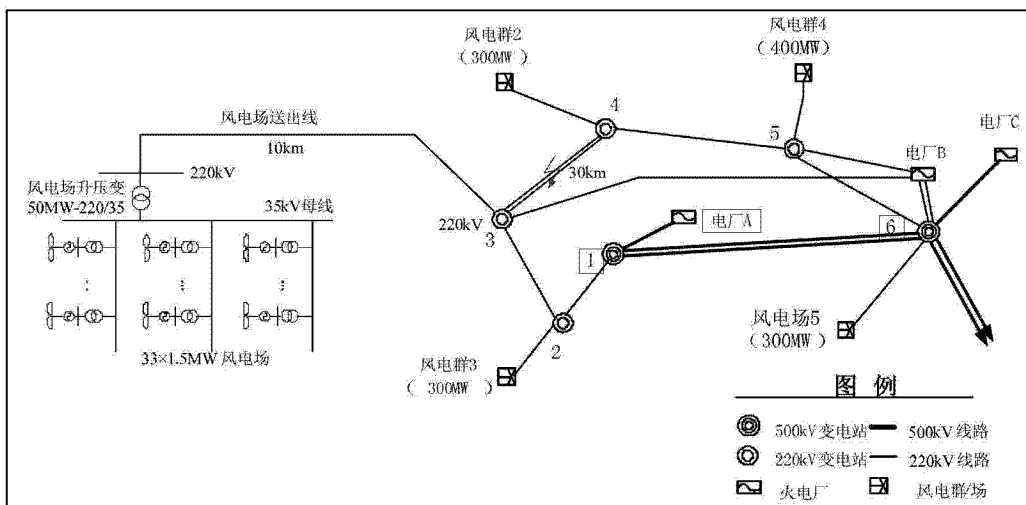 风电群2
（300MW ）
风电群4
（400MW）
4
5
电厂C
风电场送出线
10km
电厂B
30km
220kV
风电场升压变
50MW-220/35
35kV母线
220kV
3
电厂A
1
6
2
33×1.5MW风电场
风电群3
（ 300MW ）
风电场5
（300MW）
图 例
500kV变电站
500kV线路
220kV变电站
220kV线路
火电厂
风电群/场